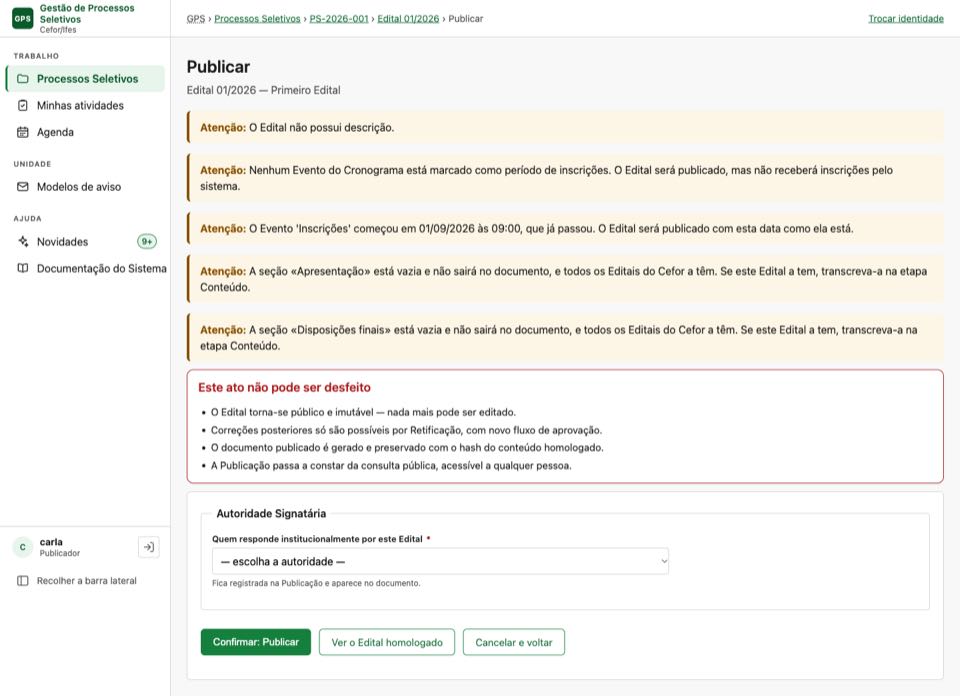 GPS
Gestão de Processos
Seletivos
Cefor/Ifes
GPS › Processos Seletivos › PS-2026-001 › Edital 01/2026 › Publicar
Trocar identidade
TRABALHO
Processos Seletivos
Minhas atividades
Agenda
UNIDADE
Modelos de aviso
AJUDA
Novidades
9+
Documentação do Sistema
carla
C
Publicador
Recolher a barra lateral
Publicar
Edital 01/2026 — Primeiro Edital
Atenção: O Edital não possui descrição.
Atenção: Nenhum Evento do Cronograma está marcado como período de inscrições. O Edital será publicado, mas não receberá inscrições pelo
sistema.
Atenção: O Evento 'Inscrições' começou em 01/09/2026 às 09:00, que já passou. O Edital será publicado com esta data como ela está.
Atenção: A seção «Apresentação» está vazia e não sairá no documento, e todos os Editais do Cefor a têm. Se este Edital a tem, transcreva-a na etapa
Conteúdo.
Atenção: A seção «Disposições finais» está vazia e não sairá no documento, e todos os Editais do Cefor a têm. Se este Edital a tem, transcreva-a na
etapa Conteúdo.
Este ato não pode ser desfeito
• O Edital torna-se público e imutável — nada mais pode ser editado.
• Correções posteriores só são possíveis por Retificação, com novo fluxo de aprovação.
• O documento publicado é gerado e preservado com o hash do conteúdo homologado.
• A Publicação passa a constar da consulta pública, acessível a qualquer pessoa.
Autoridade Signatária
Quem responde institucionalmente por este Edital *
— escolha a autoridade —
Fica registrada na Publicação e aparece no documento.
Confirmar: Publicar
Ver o Edital homologado
Cancelar e voltar